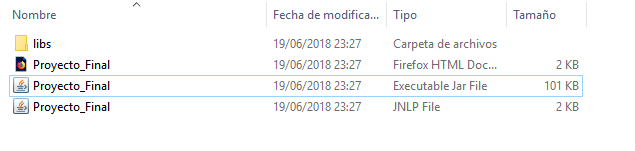 Nombre Fecha de modifica... Tipo Tamaño
libs 19/06/2018 23:27 Carpeta de archivos
Proyecto_Final 19/06/2018 23:27 Firefox HTML Doc... 2 KB
Proyecto_Final 19/06/2018 23:27 Executable Jar File 101 KB
Proyecto_Final 19/06/2018 23:27 JNLP File 2 KB